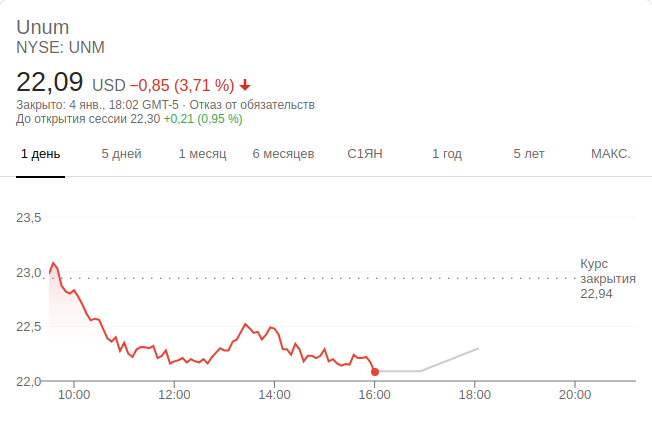 Unum
NYSE: UNM
22,09 USD −0,85 (3,71 %)
Закрыто: 4 янв., 18:02 GMT-5 · Отказ от обязательств
До открытия сессии 22,30 +0,21 (0,95 %)
1 день 5 дней 1 месяц 6 месяцев С1ЯН 1 год 5 лет МАКС.
23,5
23,0
Курс
закрытия
22,94
22,5
22,0
10:00 12:00 14:00 16:00 18:00 20:00